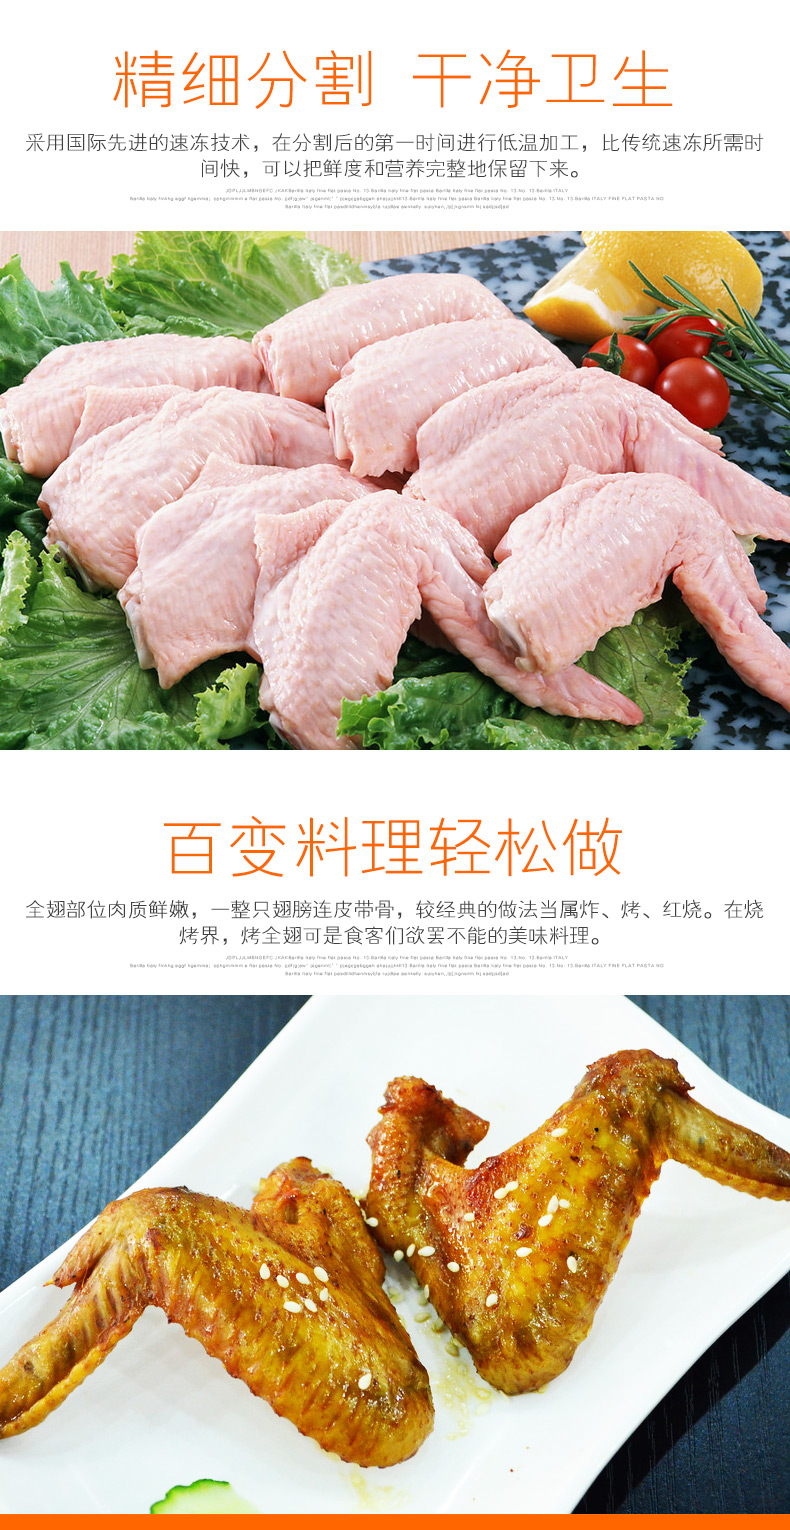 精细分割 干净卫生
采用国际先进的速冻技术，在分割后的第一时间进行低温加工，比传统速冻所需时
间快，可以把鲜度和营养完整地保留下来。
百变料理轻松做
全翅部位肉质鲜嫩，一整只翅膀连皮带骨，较经典的做法当属炸、烤、红烧。在烧
烤界，烤全翅可是食客们欲罢不能的美味料理。